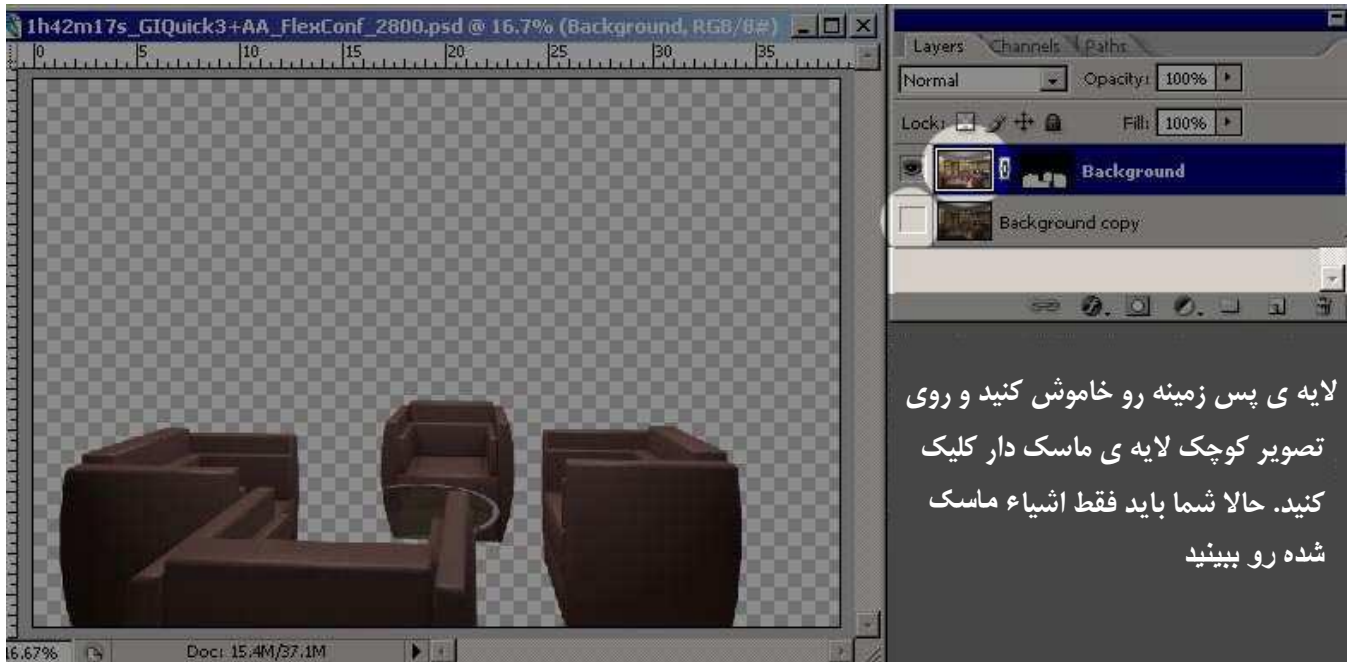 1h42m17s_GIQuick3+AA_FlexConf_2800.psd @ 16.7% (Background, RGB/8#)
0 5 10 15 20 25 30 35
Layers Channels Paths
Normal Opacity: 100%
Lock: Fill: 100%
Background
Background copy
لایه ی پس زمینه رو خاموش کنید و روی
تصویر کوچک لایه ی ماسک دار کلیک
کنید. حالا شما باید فقط اشیاء ماسک
شده رو ببینید
16.67% Doc: 15.4M/37.1M